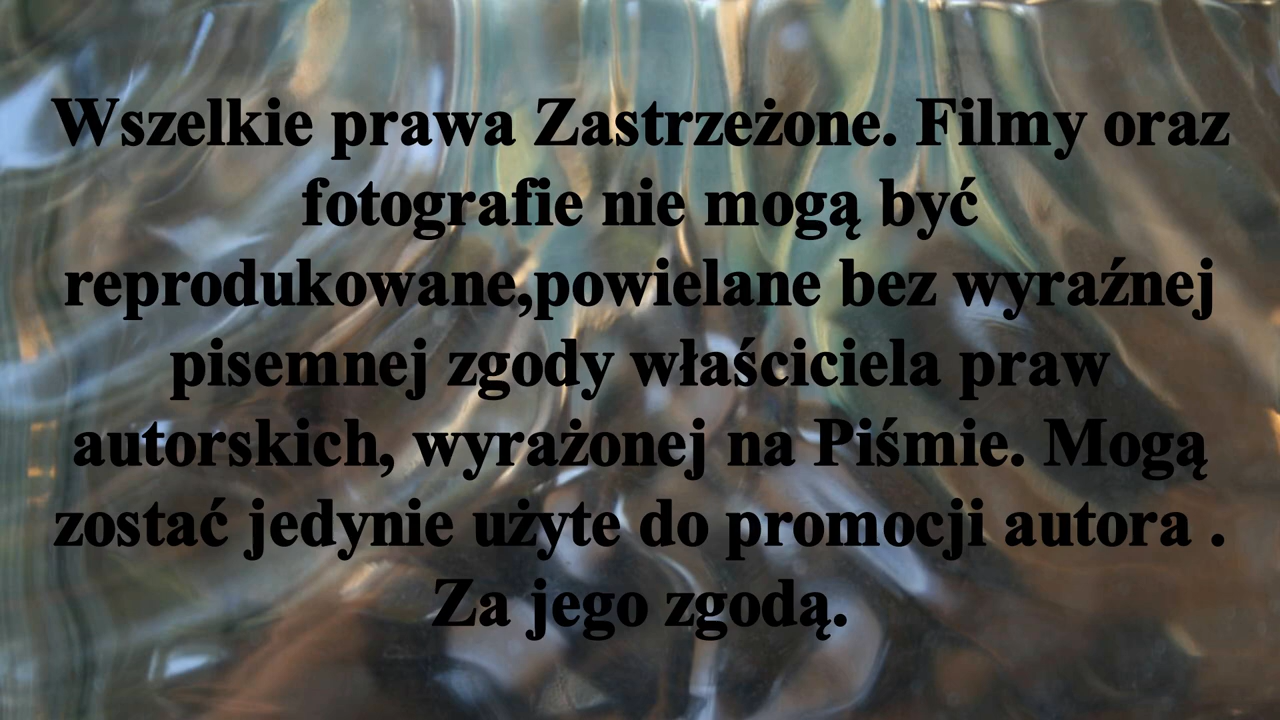 Wszelkie prawa Zastrzeżone. Filmy oraz
fotografie nie mogą być
reprodukowane,powielane bez wyraźnej
pisemnej zgody właściciela praw
autorskich, wyrażonej na Piśmie. Mogą
zostać jedynie użyte do promocji autora .
Za jego zgodą.